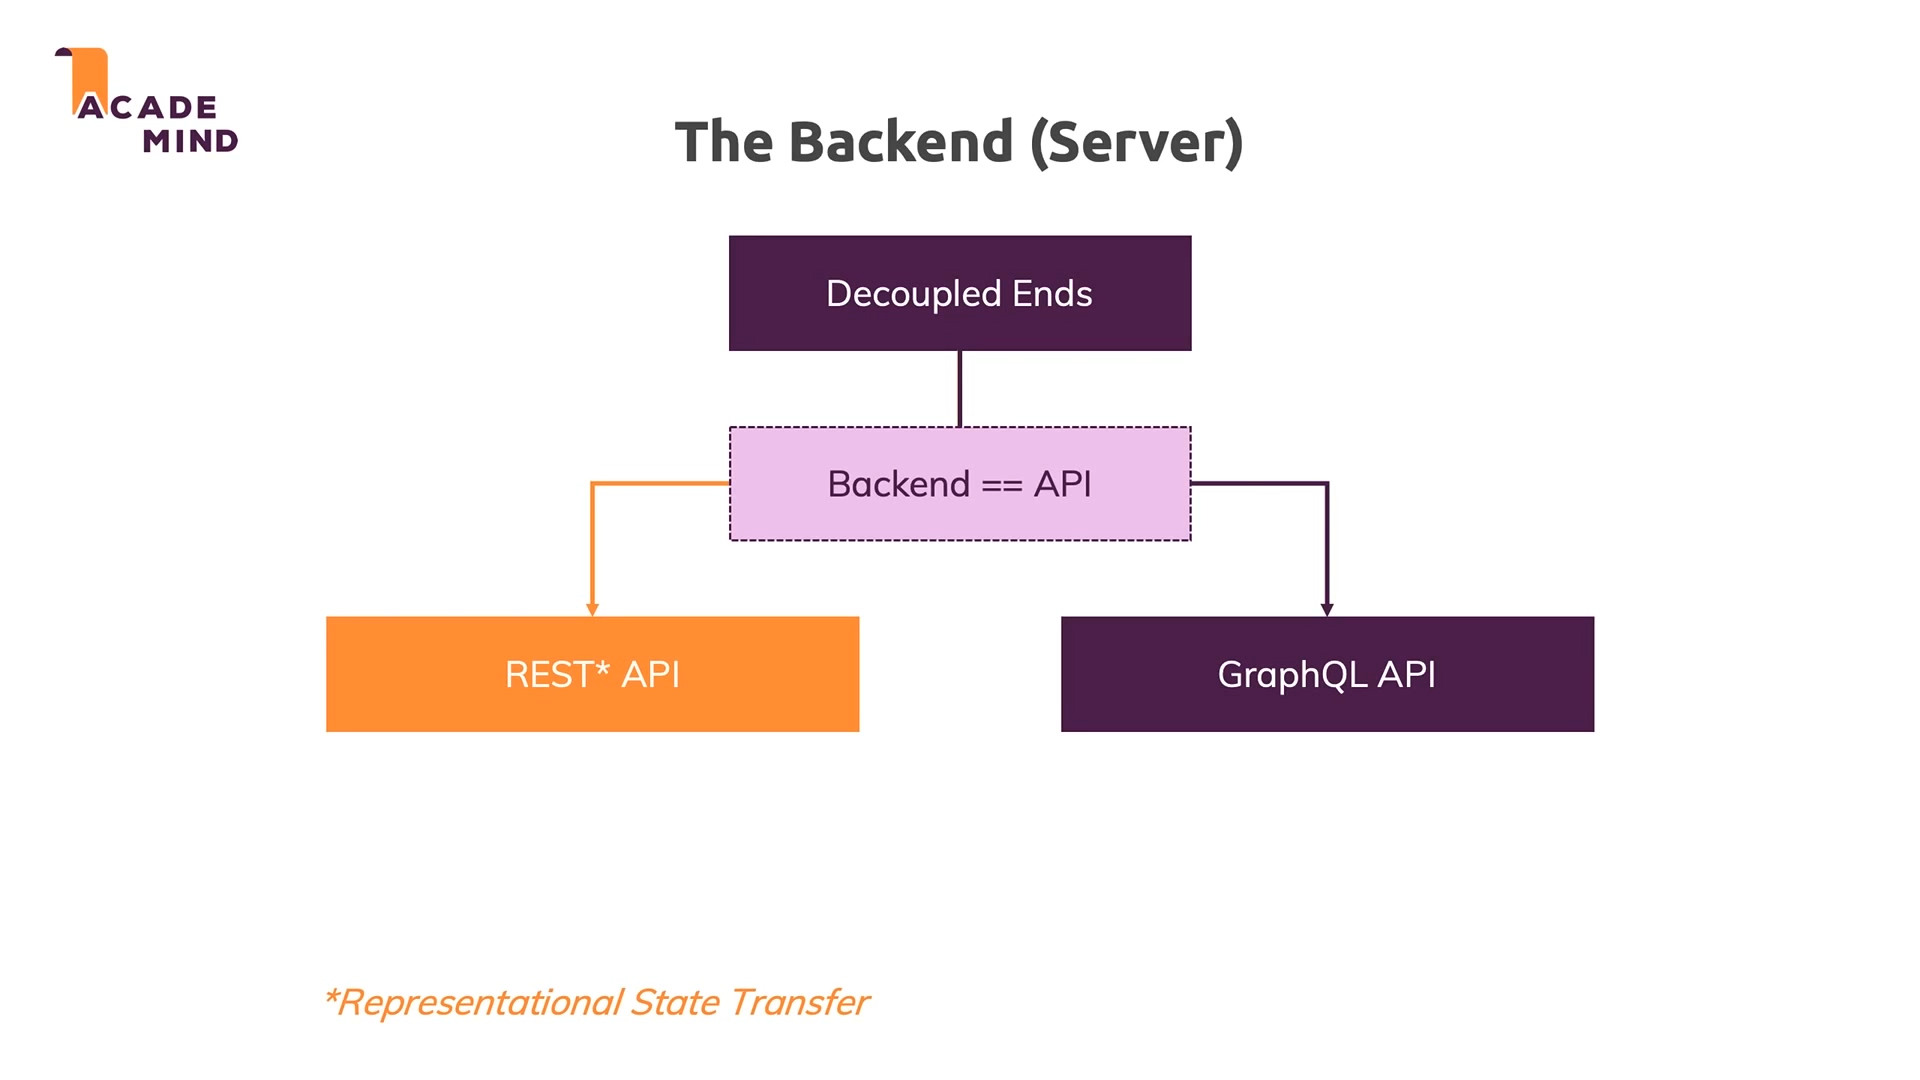 ACADE
MIND
The Backend (Server)
Decoupled Ends
Backend == API
REST* API
GraphQL API
*Representational State Transfer